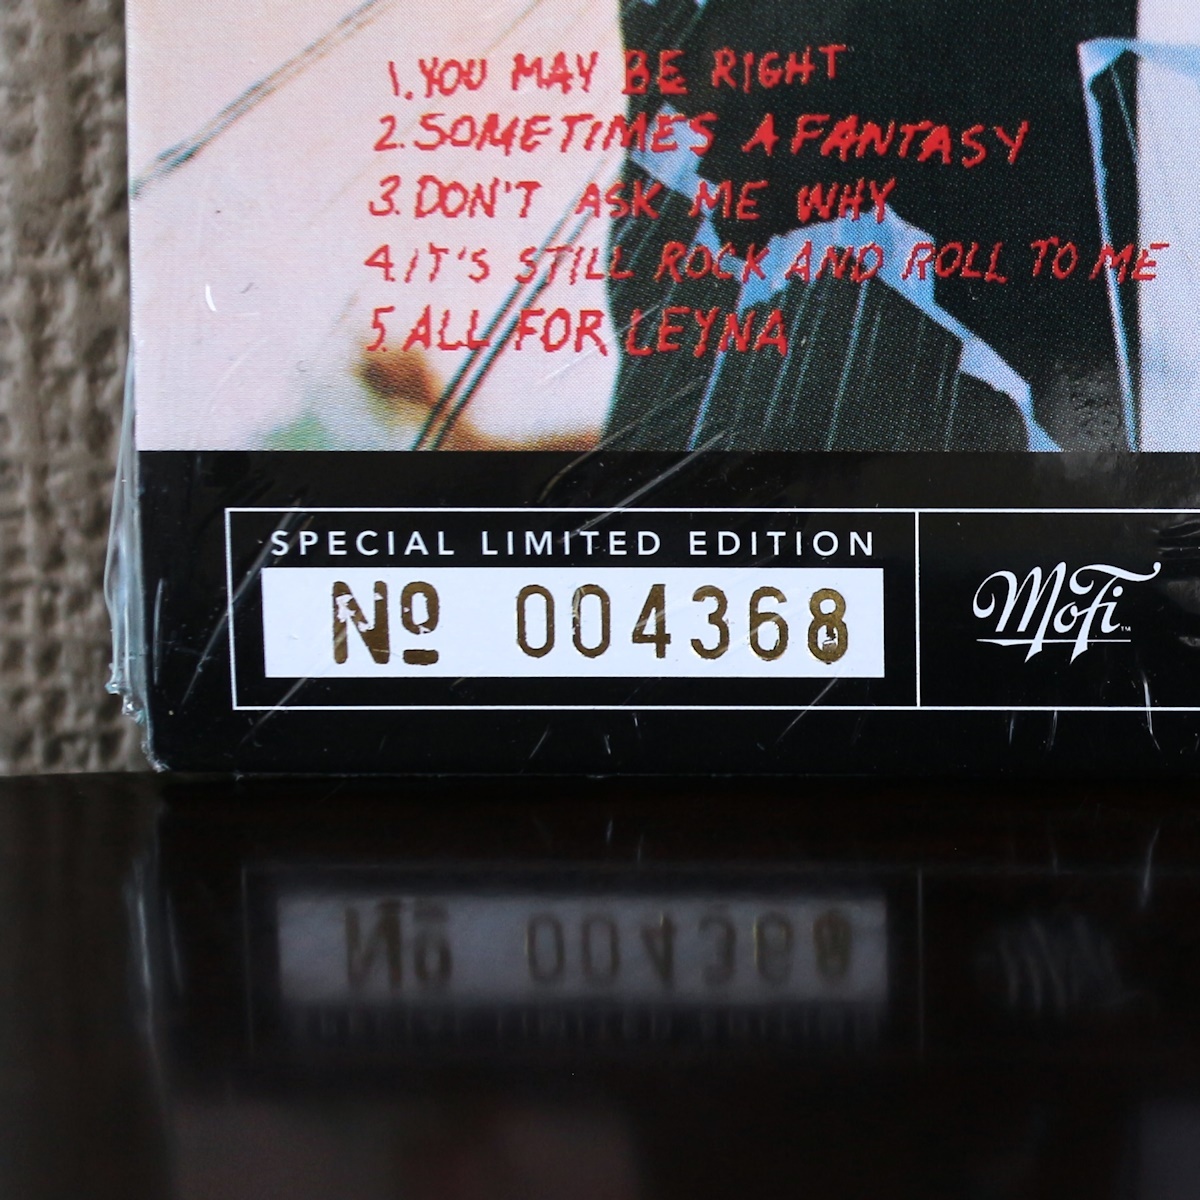 1. YOU MAY BE RIGHT
2. SOMETIMES A FANTASY
3. DON'T ASK ME WHY
4. IT'S STILL ROCK AND ROLL TO ME
5. ALL FOR LEYNA
SPECIAL LIMITED EDITION
Nº 004368
MoFi™